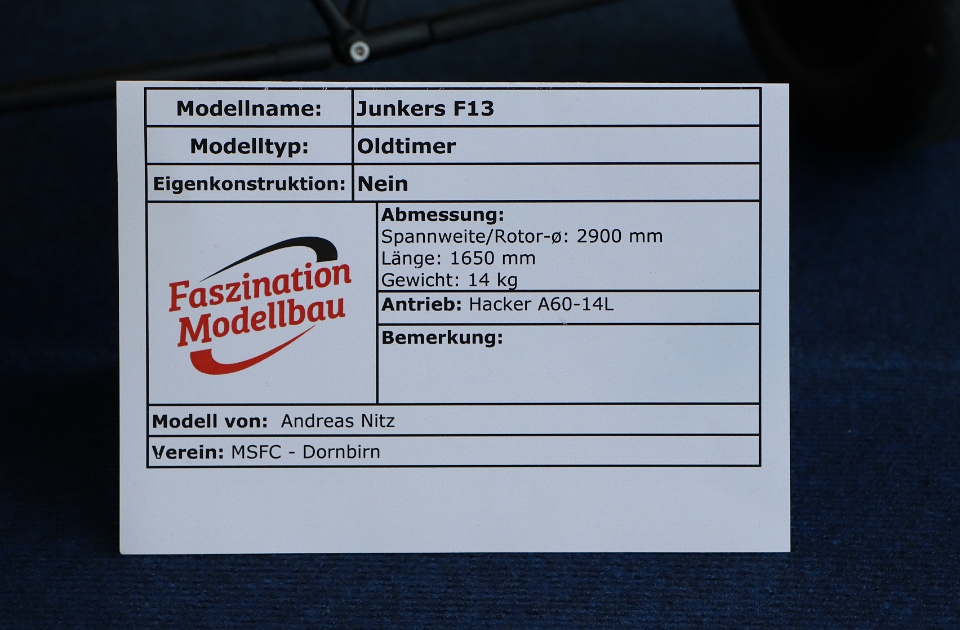 Modellname: Junkers F13
Modelltyp: Oldtimer
Eigenkonstruktion: Nein
Faszination
Modellbau
Abmessung:
Spannweite/Rotor-ø: 2900 mm
Länge: 1650 mm
Gewicht: 14 kg
Antrieb: Hacker A60-14L
Bemerkung:
Modell von: Andreas Nitz
Verein: MSFC - Dornbirn